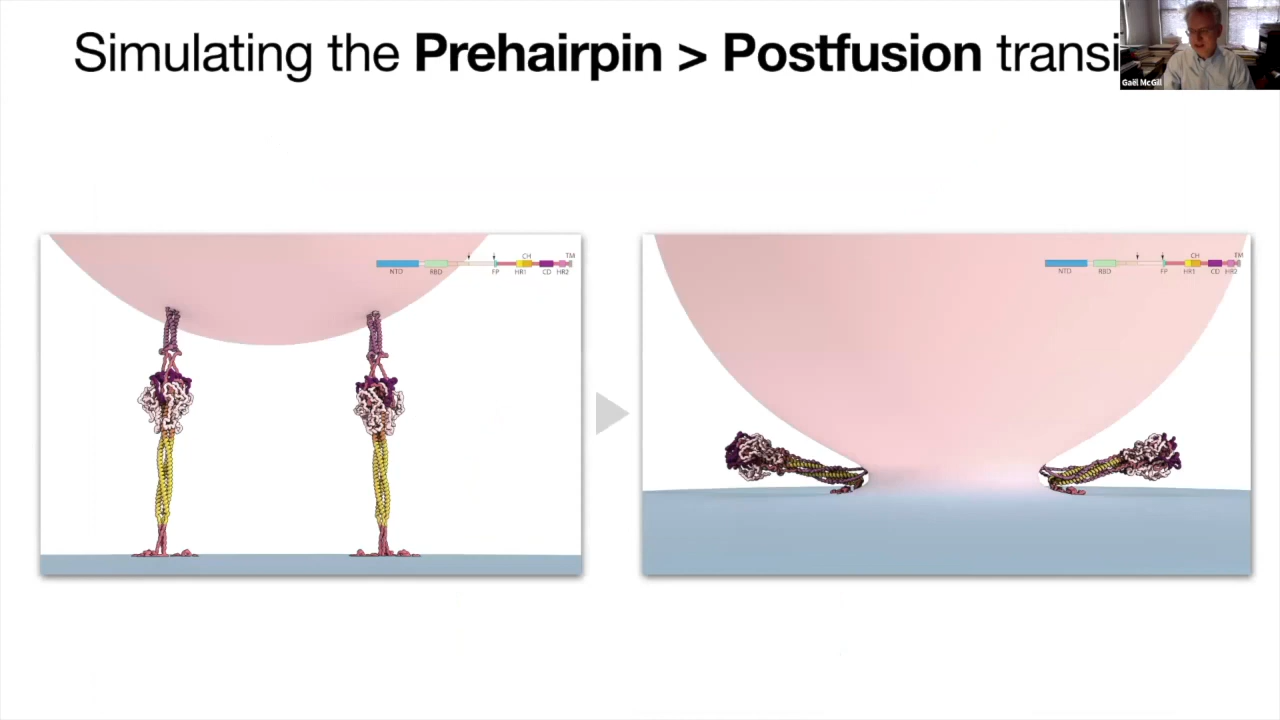 Simulating the Prehairpin > Postfusion transi
Gaël McGill
CH TM
NTD RBD FP HR1 CD HR2
CH TM
NTD RBD FP HR1 CD HR2